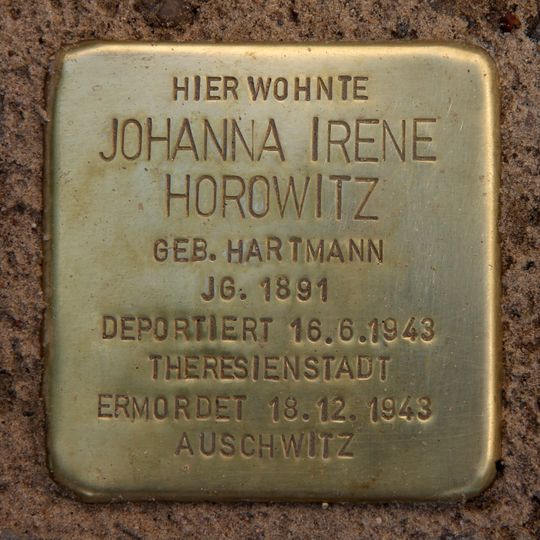 HIER WOHNTE
JOHANNA IRENE
HOROWITZ
GEB. HARTMANN
JG. 1891
DEPORTIERT 16.6.1943
THERESIENSTADT
ERMORDET 18.12.1943
AUSCHWITZ